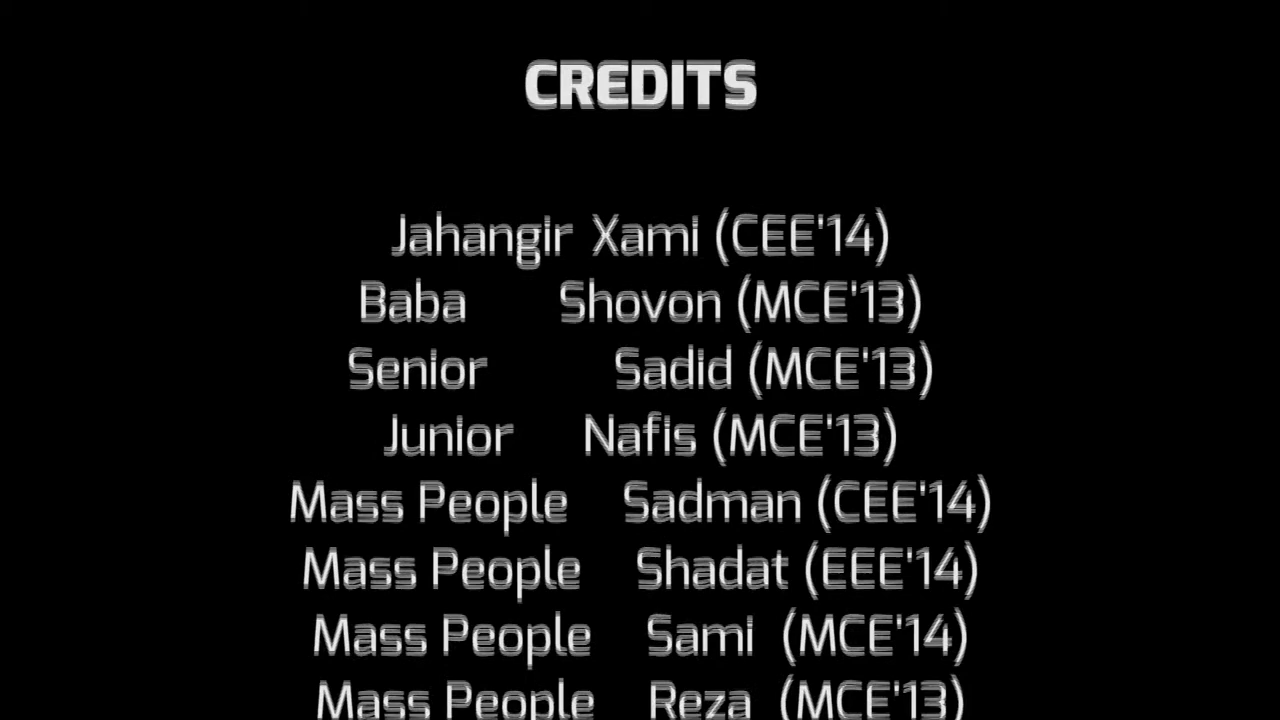 CREDITS
Jahangir Xami (CEE'14)
Baba Shovon (MCE'13)
Senior Sadid (MCE'13)
Junior Nafis (MCE'13)
Mass People Sadman (CEE'14)
Mass People Shadat (EEE'14)
Mass People Sami (MCE'14)
Mass People Reza (MCE'13)